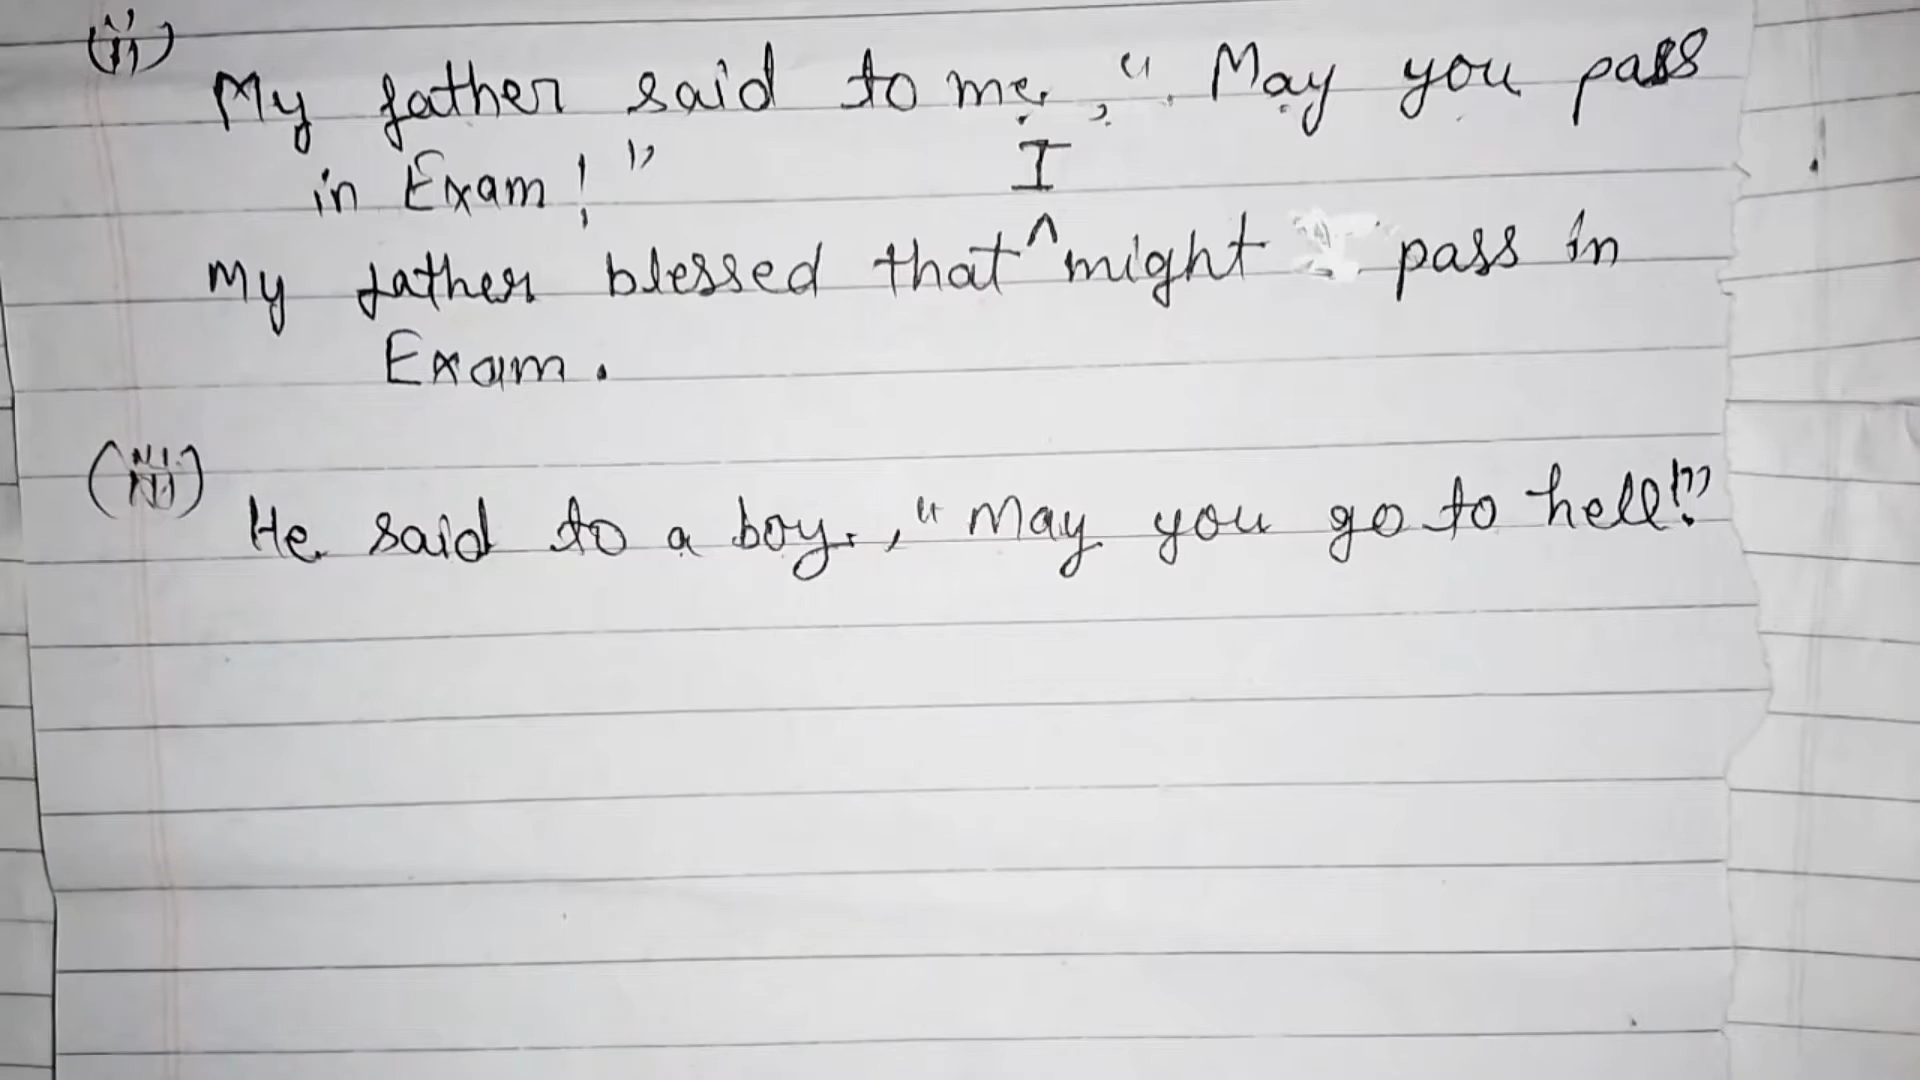 (ii)
My father said to me, "May you pass
in Exam!"
I
My father blessed that ^ might pass in
Exam.
(iii)
He said to a boy, "May you go to hell!"